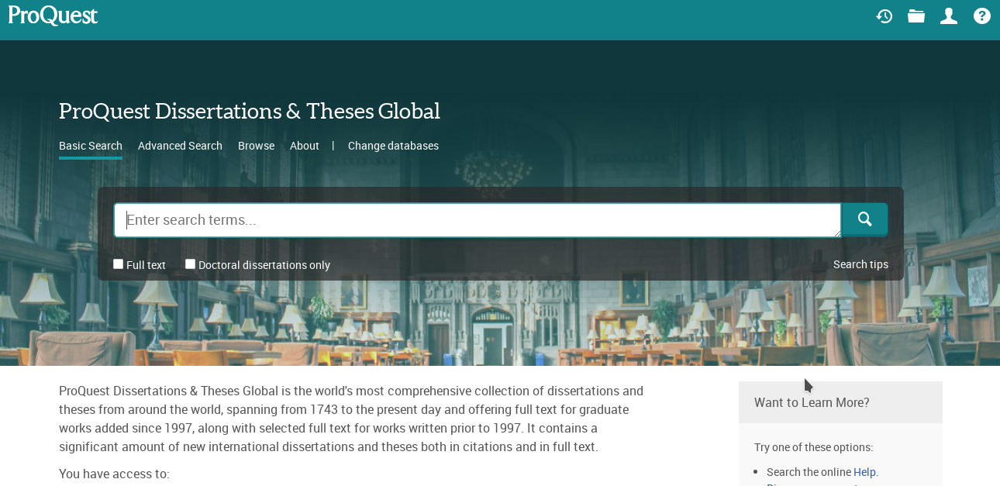 ProQuest
ProQuest Dissertations & Theses Global
Basic Search Advanced Search Browse About | Change databases
Enter search terms...
Full text Doctoral dissertations only Search tips
ProQuest Dissertations & Theses Global is the world's most comprehensive collection of dissertations and
theses from around the world, spanning from 1743 to the present day and offering full text for graduate
works added since 1997, along with selected full text for works written prior to 1997. It contains a
significant amount of new international dissertations and theses both in citations and in full text.
You have access to:
Want to Learn More?
Try one of these options:
• Search the online Help.